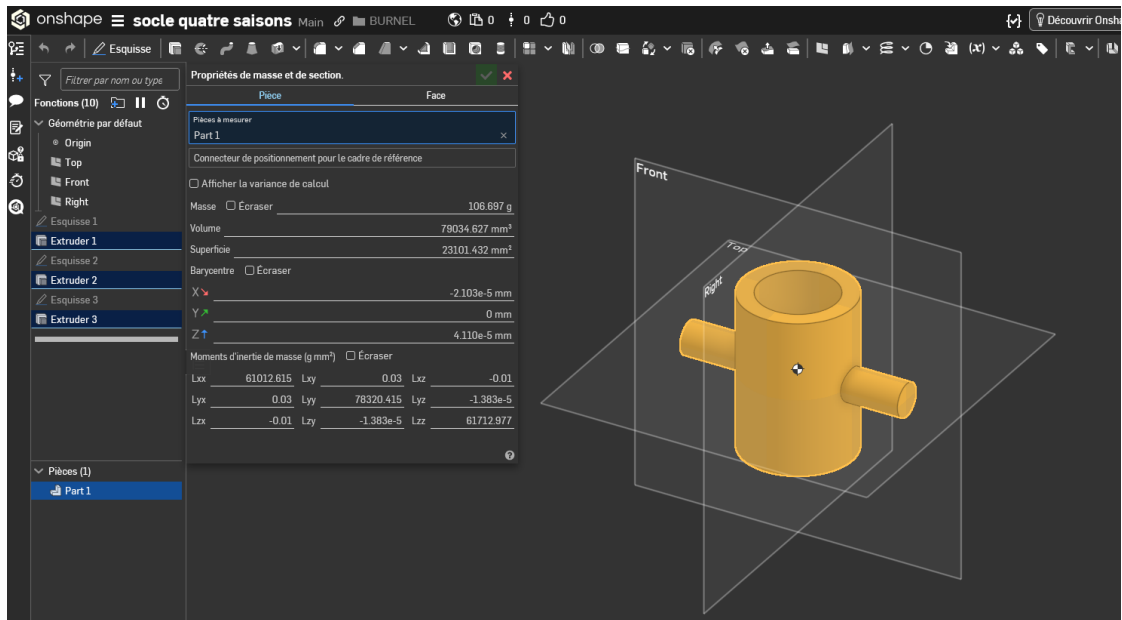 onshape socle quatre saisons Main BURNEL 0 0 0 Découvrir Onsha
Esquisse (x)
Filtrer par nom ou type
Fonctions (10)
Géométrie par défaut
Origin
Top
Front
Right
Esquisse 1
Extruder 1
Esquisse 2
Extruder 2
Esquisse 3
Extruder 3
Pièces (1)
Part 1
Propriétés de masse et de section.
Pièce Face
Pièces à mesurer
Part 1
Connecteur de positionnement pour le cadre de référence
Afficher la variance de calcul
Masse Écraser 106.697 g
Volume 79034.627 mm³
Superficie 23101.432 mm²
Barycentre Écraser
X -2.103e-5 mm
Y 0 mm
Z 4.110e-5 mm
Moments d'inertie de masse (g mm²) Écraser
Lxx 61012.615 Lxy 0.03 Lxz -0.01
Lyx 0.03 Lyy 78320.415 Lyz -1.383e-5
Lzx -0.01 Lzy -1.383e-5 Lzz 61712.977
Front
Top
Right